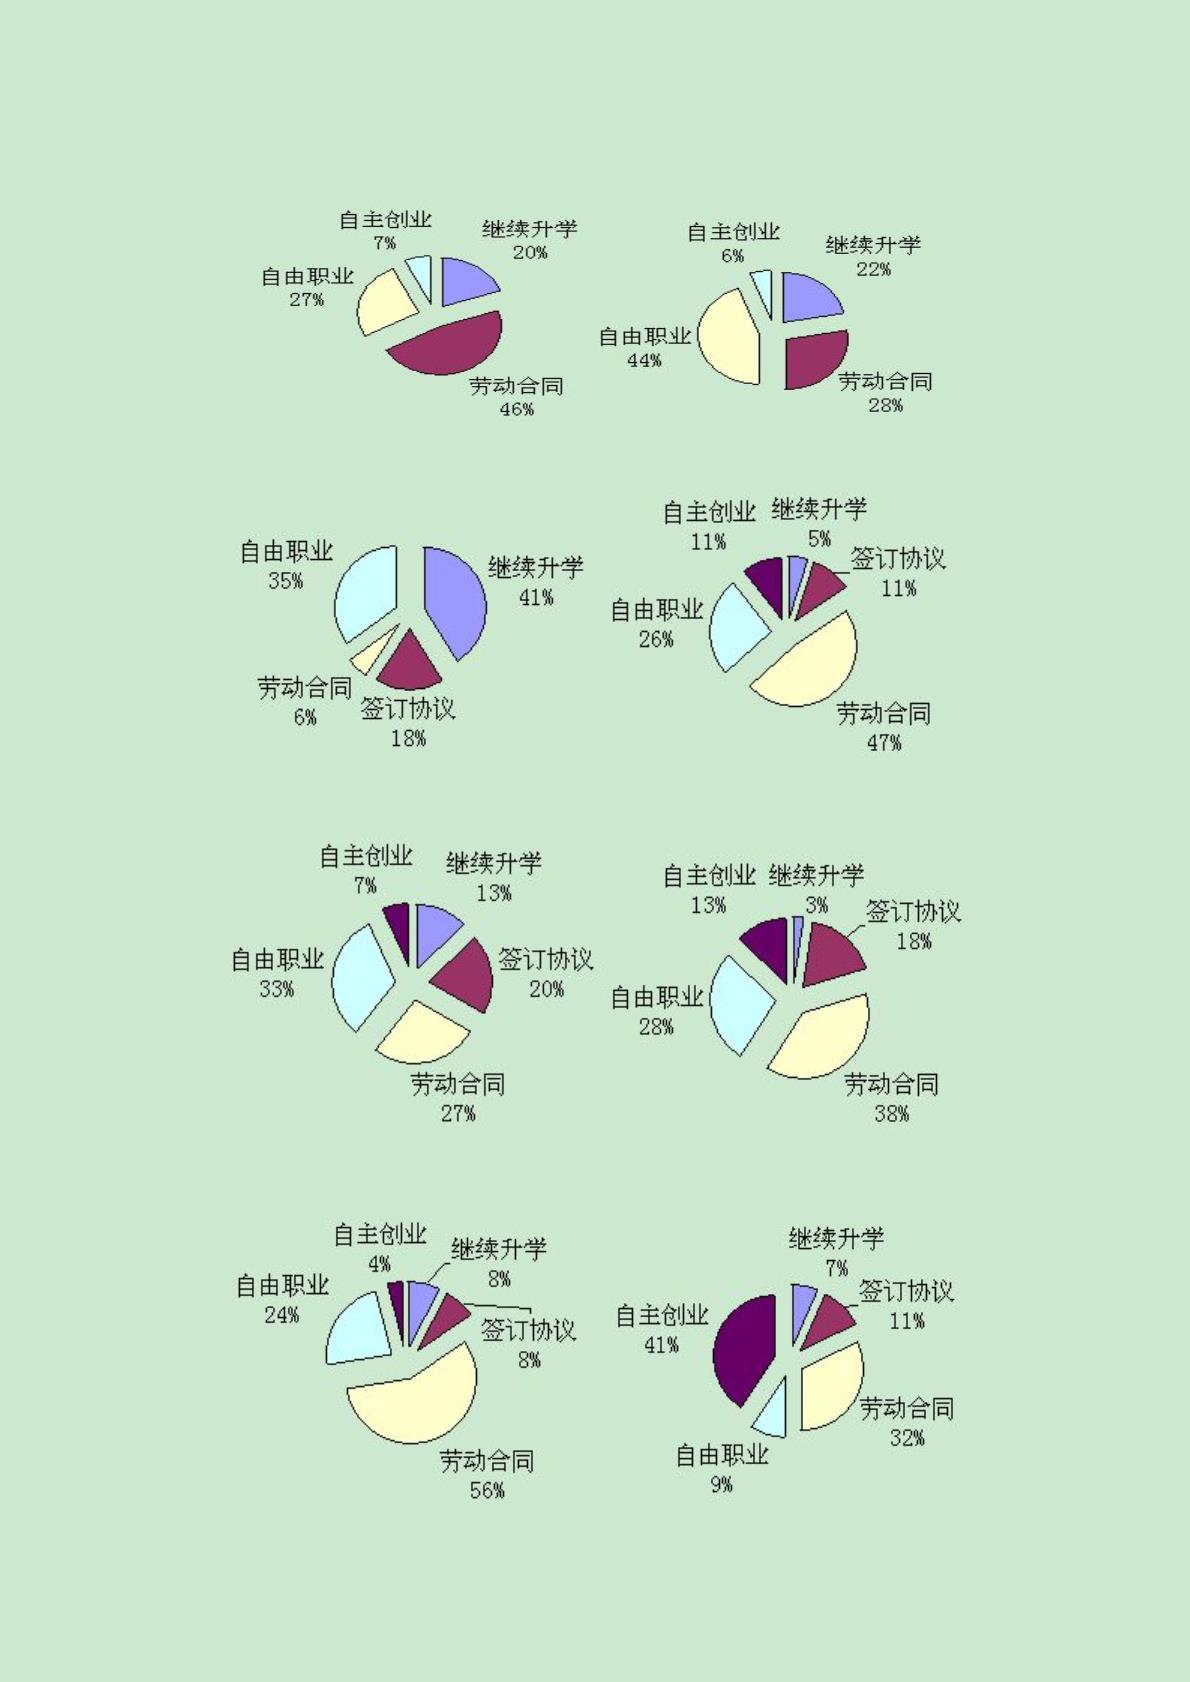 自主创业
7%
继续升学
20%
自由职业
27%
劳动合同
46%
自主创业
6%
继续升学
22%
自由职业
44%
劳动合同
28%
自由职业
35%
继续升学
41%
劳动合同
6%
签订协议
18%
自主创业
11%
继续升学
5%
签订协议
11%
自由职业
26%
劳动合同
47%
自主创业
7%
继续升学
13%
自由职业
33%
签订协议
20%
劳动合同
27%
自主创业
13%
继续升学
3%
签订协议
18%
自由职业
28%
劳动合同
38%
自主创业
4%
继续升学
8%
自由职业
24%
签订协议
8%
劳动合同
56%
继续升学
7%
签订协议
11%
自主创业
41%
劳动合同
32%
自由职业
9%